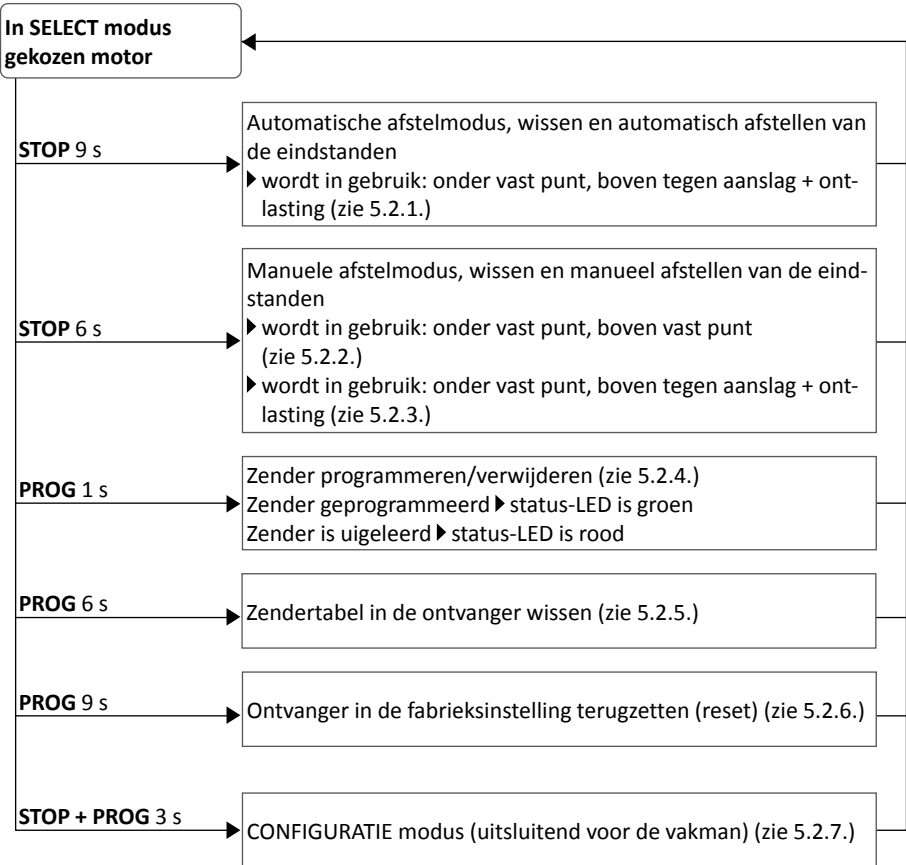 In SELECT modus
gekozen motor
STOP 9 s
Automatische afstelmodus, wissen en automatisch afstellen van
de eindstanden
▶ wordt in gebruik: onder vast punt, boven tegen aanslag + ont-
lasting (zie 5.2.1.)
STOP 6 s
Manuele afstelmodus, wissen en manueel afstellen van de eind-
standen
▶ wordt in gebruik: onder vast punt, boven vast punt
(zie 5.2.2.)
▶ wordt in gebruik: onder vast punt, boven tegen aanslag + ont-
lasting (zie 5.2.3.)
PROG 1 s
Zender programmeren/verwijderen (zie 5.2.4.)
Zender geprogrammeerd ▶ status-LED is groen
Zender is uigeleerd ▶ status-LED is rood
PROG 6 s
Zendertabel in de ontvanger wissen (zie 5.2.5.)
PROG 9 s
Ontvanger in de fabrieksinstelling terugzetten (reset) (zie 5.2.6.)
STOP + PROG 3 s
CONFIGURATIE modus (uitsluitend voor de vakman) (zie 5.2.7.)